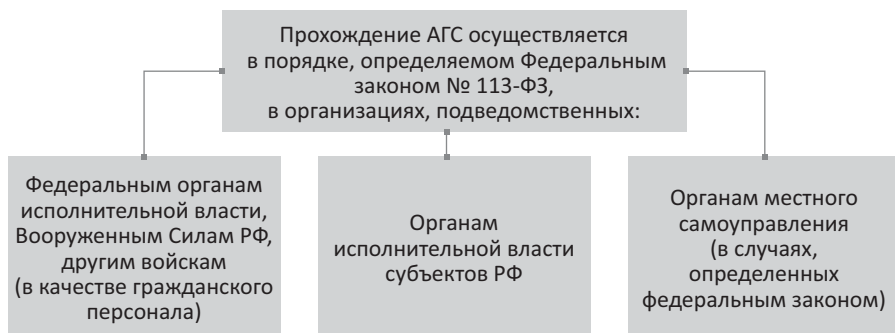 Прохождение АГС осуществляется
в порядке, определяемом Федеральным
законом № 113-ФЗ,
в организациях, подведомственных:
Федеральным органам
исполнительной власти,
Вооруженным Силам РФ,
другим войскам
(в качестве гражданского
персонала)
Органам
исполнительной власти
субъектов РФ
Органам местного
самоуправления
(в случаях,
определенных
федеральным законом)